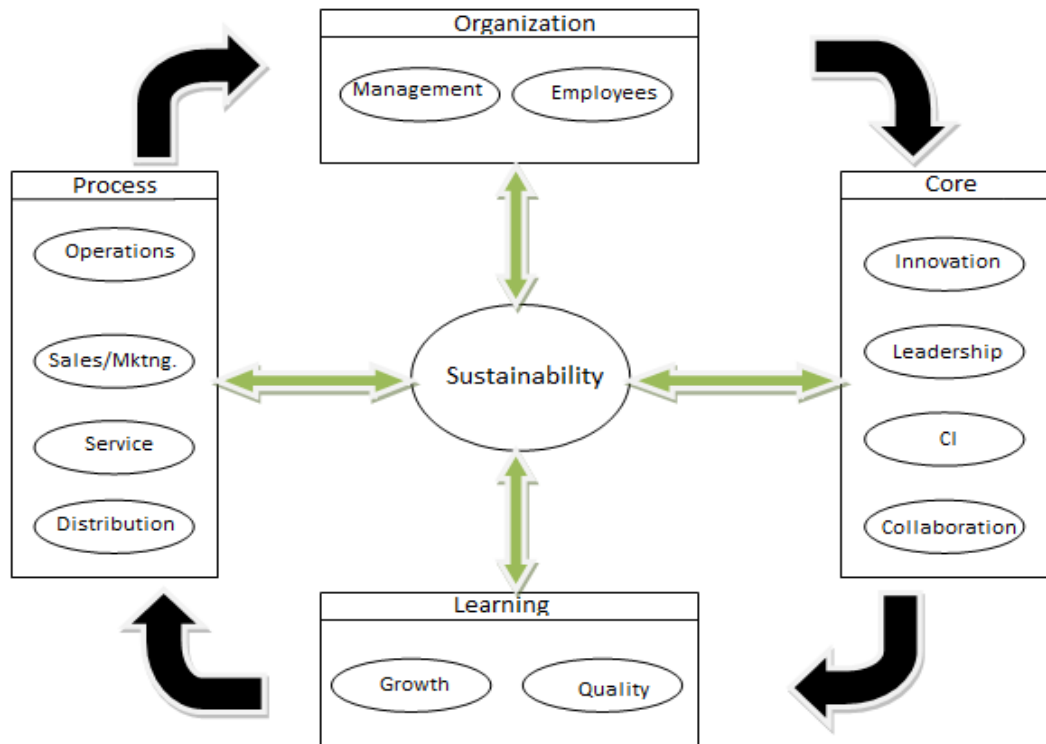 Organization
Management
Employees
Process
Operations
Sales/Mktng.
Service
Distribution
Core
Innovation
Leadership
CI
Collaboration
Sustainability
Learning
Growth
Quality